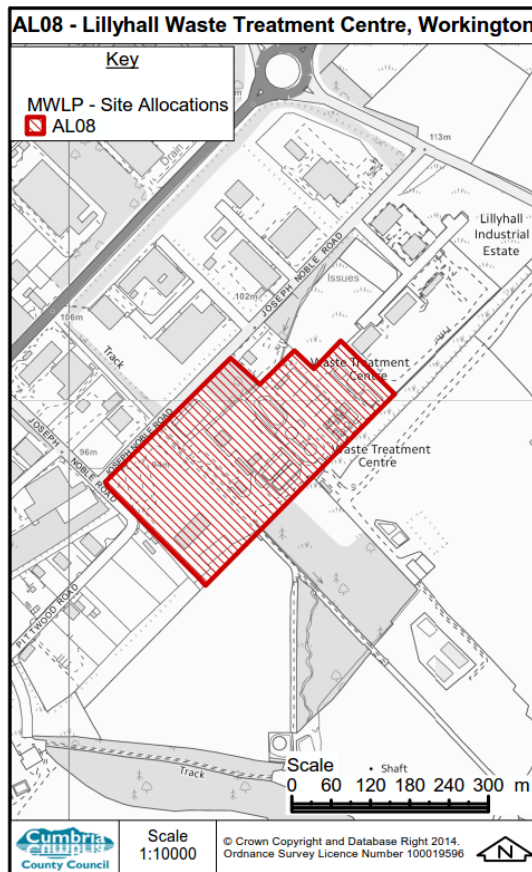 AL08 - Lillyhall Waste Treatment Centre, Workington
Key
MWLP - Site Allocations
AL08
Drain
113m
Lillyhall
Industrial
Estate
JOSEPH NOBLE ROAD
Issues
102m
106m
Track
Waste Treatment
Centre
JOSEPH NOBLE ROAD
JOSEPH
NOBLE ROAD
96m
94m
Waste Treatment
Centre
PITTWOOD ROAD
Track
Shaft
Scale
0 60 120 180 240 300 m
Cumbria
County Council
Scale
1:10000
© Crown Copyright and Database Right 2014.
Ordnance Survey Licence Number 100019596
N